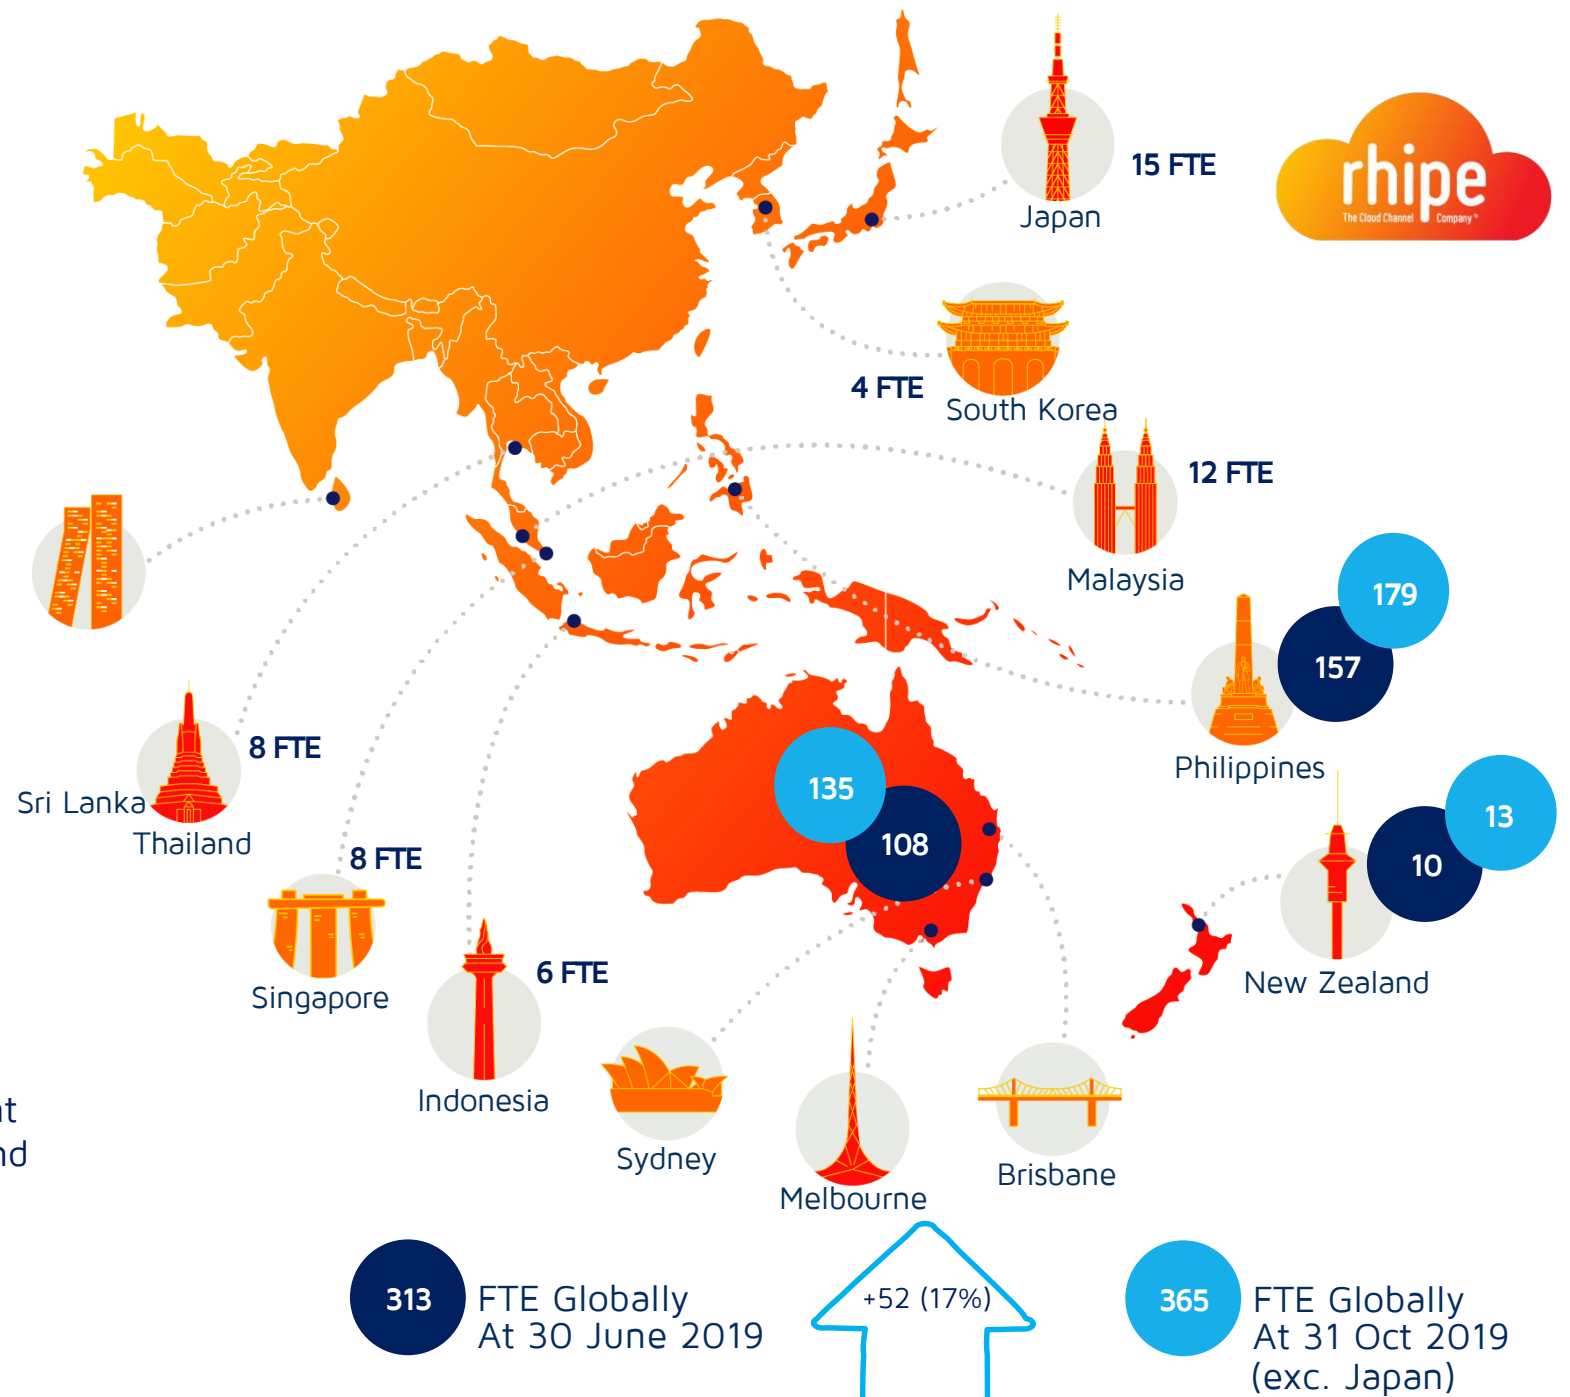 15 FTE
rhipe
The Cloud Channel Company™
Japan
4 FTE
South Korea
12 FTE
Malaysia
179
157
Philippines
8 FTE
Sri Lanka
Thailand
135
108
13
10
New Zealand
8 FTE
Singapore
6 FTE
Indonesia
Sydney
Melbourne
Brisbane
313
FTE Globally
At 30 June 2019
+52 (17%)
365
FTE Globally
At 31 Oct 2019
(exc. Japan)